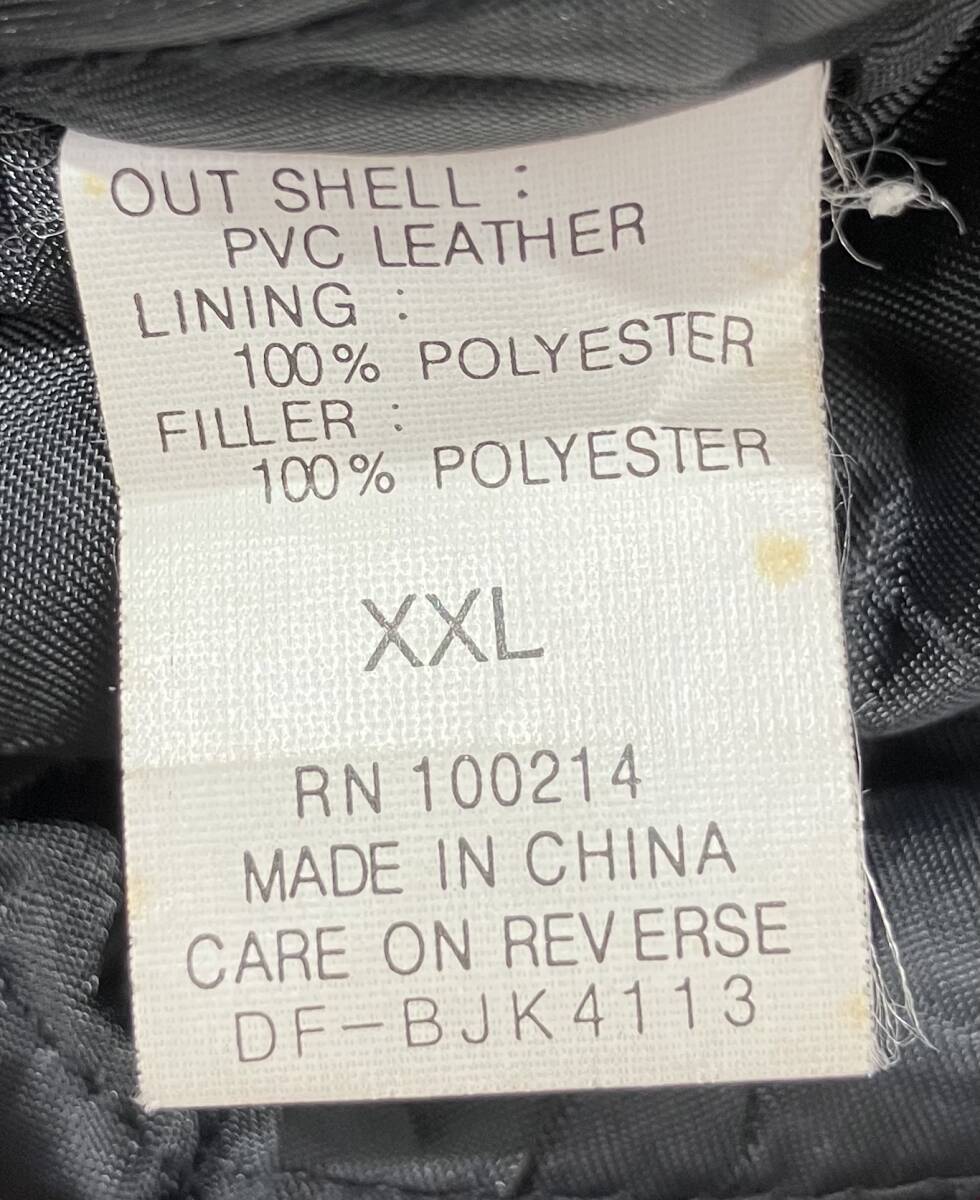 OUT SHELL :
PVC LEATHER
LINING :
100% POLYESTER
FILLER :
100% POLYESTER
XXL
RN 100214
MADE IN CHINA
CARE ON REVERSE
DF-BJK4113